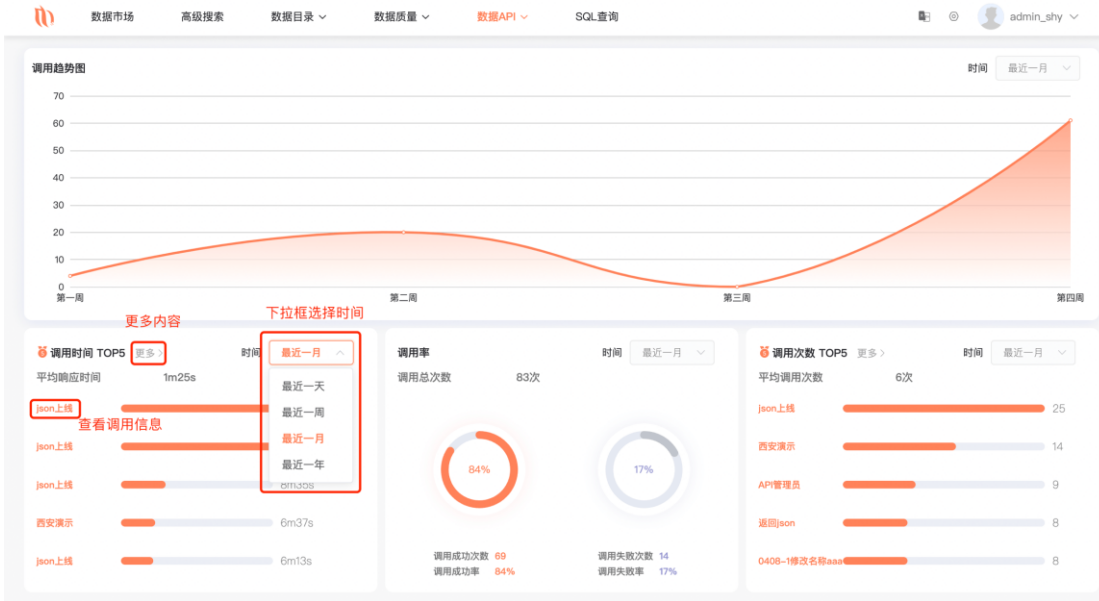 数据市场 高级搜索 数据目录 数据质量 数据API SQL查询 admin_shy
调用趋势图 时间 最近一月
70
60
50
40
30
20
10
0
第一周 第二周 第三周 第四周
更多内容 下拉框选择时间
调用时间 TOP5 更多 时间 最近一月
平均响应时间 1m25s
最近一天
json上线
查看调用信息
最近一周
json上线
最近一月
最近一年
json上线 8m35s
西安演示 6m37s
json上线 6m13s
调用率 时间 最近一月
调用总次数 83次
84% 17%
调用成功次数 69 调用失败次数 14
调用成功率 84% 调用失败率 17%
调用次数 TOP5 更多 时间 最近一月
平均调用次数 6次
json上线 25
西安演示 14
API管理员 9
返回json 8
0408-1修改名称aaa 8